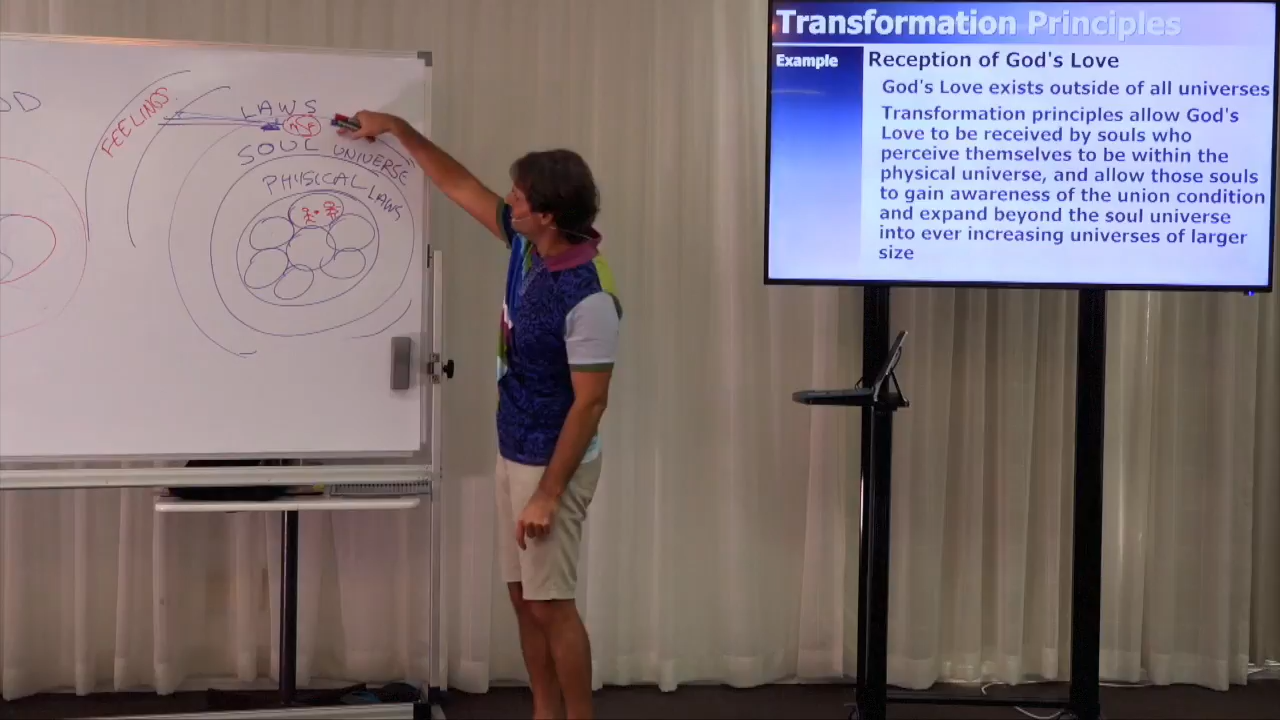 OD
FEELINGS
LAWS
SOUL UNIVERSE
PHYSICAL LAWS
Transformation Principles
Example
Reception of God's Love
God's Love exists outside of all universes
Transformation principles allow God's
Love to be received by souls who
perceive themselves to be within the
physical universe, and allow those souls
to gain awareness of the union condition
and expand beyond the soul universe
into ever increasing universes of larger
size